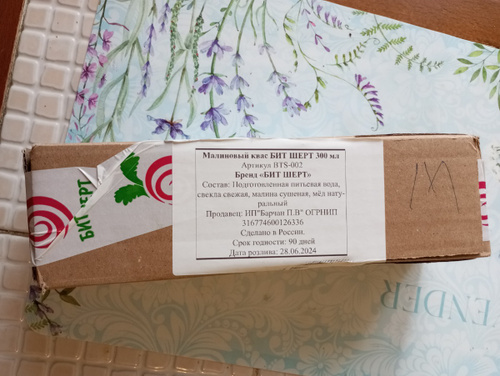 Малиновый квас БИТ ШЕРТ 300 мл
Артикул BTS-002
Бренд «БИТ ШЕРТ»
Состав: Подготовленная питьевая вода,
свекла свежая, малина сушеная, мёд нату-
ральный
Продавец: ИП"Барчан П.В" ОГРНИП
316774600126336
Сделано в России.
Срок годности: 90 дней
Дата розлива: 28.06.2024
БИТ ШЕРТ
БИТ
ENDER